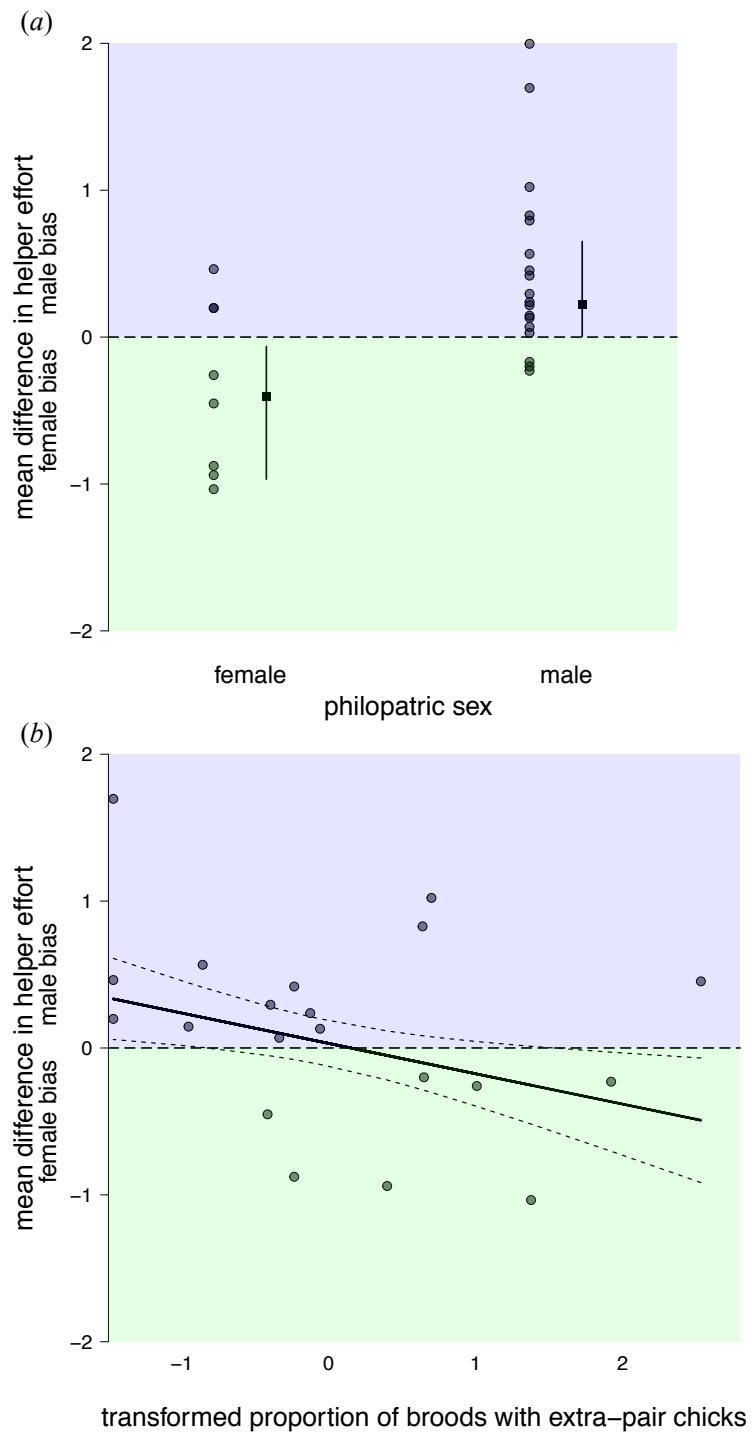 (a)
2
1
0
−1
−2
mean difference in helper effort
female bias male bias
female male
philopatric sex
(b)
2
1
0
−1
−2
mean difference in helper effort
female bias male bias
−1 0 1 2
transformed proportion of broods with extra−pair chicks